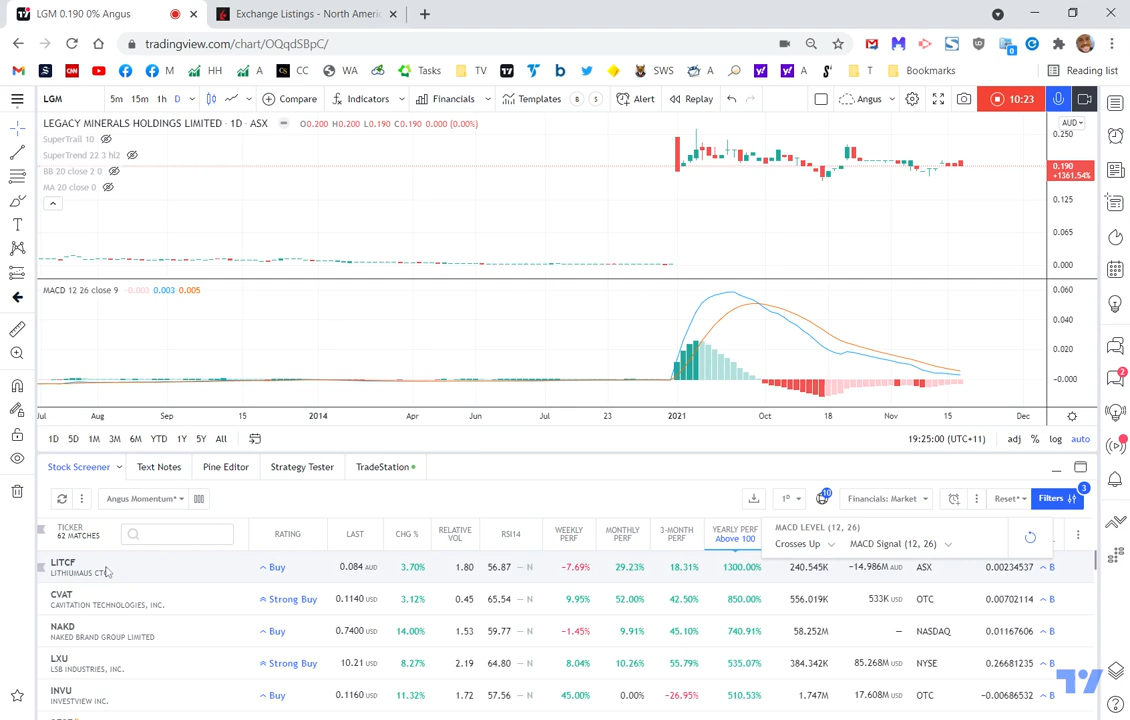 LGM 0.190 0% Angus
Exchange Listings - North Americ
tradingview.com/chart/OQqdSBpC/
CNN M HH A CS CC WA Tasks TV 17 b SWS A y! y! A T Bookmarks Reading list
LGM 5m 15m 1h D Compare Indicators Financials Templates B S Alert Replay Angus 10:23
LEGACY MINERALS HOLDINGS LIMITED · 1D · ASX O0.200 H0.200 L0.190 C0.190 0.000 (0.00%) AUD
SuperTrail 10
SuperTrend 22 3 hl2
BB 20 close 2 0
MA 20 close 0
0.250
0.190
+1361.54%
0.125
0.065
0.000
MACD 12 26 close 9 −0.003 0.003 0.005
0.060
0.040
0.020
-0.000
Jul Aug Sep 15 2014 Apr Jun Jul 23 2021 Oct 18 Nov 15 Dec
1D 5D 1M 3M 6M YTD 1Y 5Y All 19:25:00 (UTC+11) adj % log auto
Stock Screener Text Notes Pine Editor Strategy Tester TradeStation
Angus Momentum* 1D 10 Financials: Market Reset* Filters 3
TICKER
62 MATCHES
RATING LAST CHG % RELATIVE VOL RSI14 WEEKLY PERF MONTHLY PERF 3-MONTH PERF YEARLY PERF Above 100
MACD LEVEL (12, 26)
Crosses Up MACD Signal (12, 26)
LITCF Buy 0.084 AUD 3.70% 1.80 56.87 − N −7.69% 29.23% 18.31% 1300.00% 240.545K −14.986M AUD ASX 0.00234537 B
CVAT Strong Buy 0.1140 USD 3.12% 0.45 65.54 − N 9.95% 52.00% 42.50% 850.00% 556.019K 533K USD OTC 0.00702114 B
CAVITATION TECHNOLOGIES, INC.
NAKD Buy 0.7400 USD 14.00% 1.53 59.77 − N −1.45% 9.91% 45.10% 740.91% 58.252M — NASDAQ 0.01167606 B
NAKED BRAND GROUP LIMITED
LXU Strong Buy 10.21 USD 8.27% 2.19 64.80 − N 8.04% 10.26% 55.79% 535.07% 384.342K 85.268M USD NYSE 0.26681235 B
LSB INDUSTRIES, INC.
INVU Buy 0.1160 USD 11.32% 1.72 57.56 − N 45.00% 0.00% −26.95% 510.53% 1.747M 17.608M USD OTC −0.00686532 B
INVESTVIEW, INC.